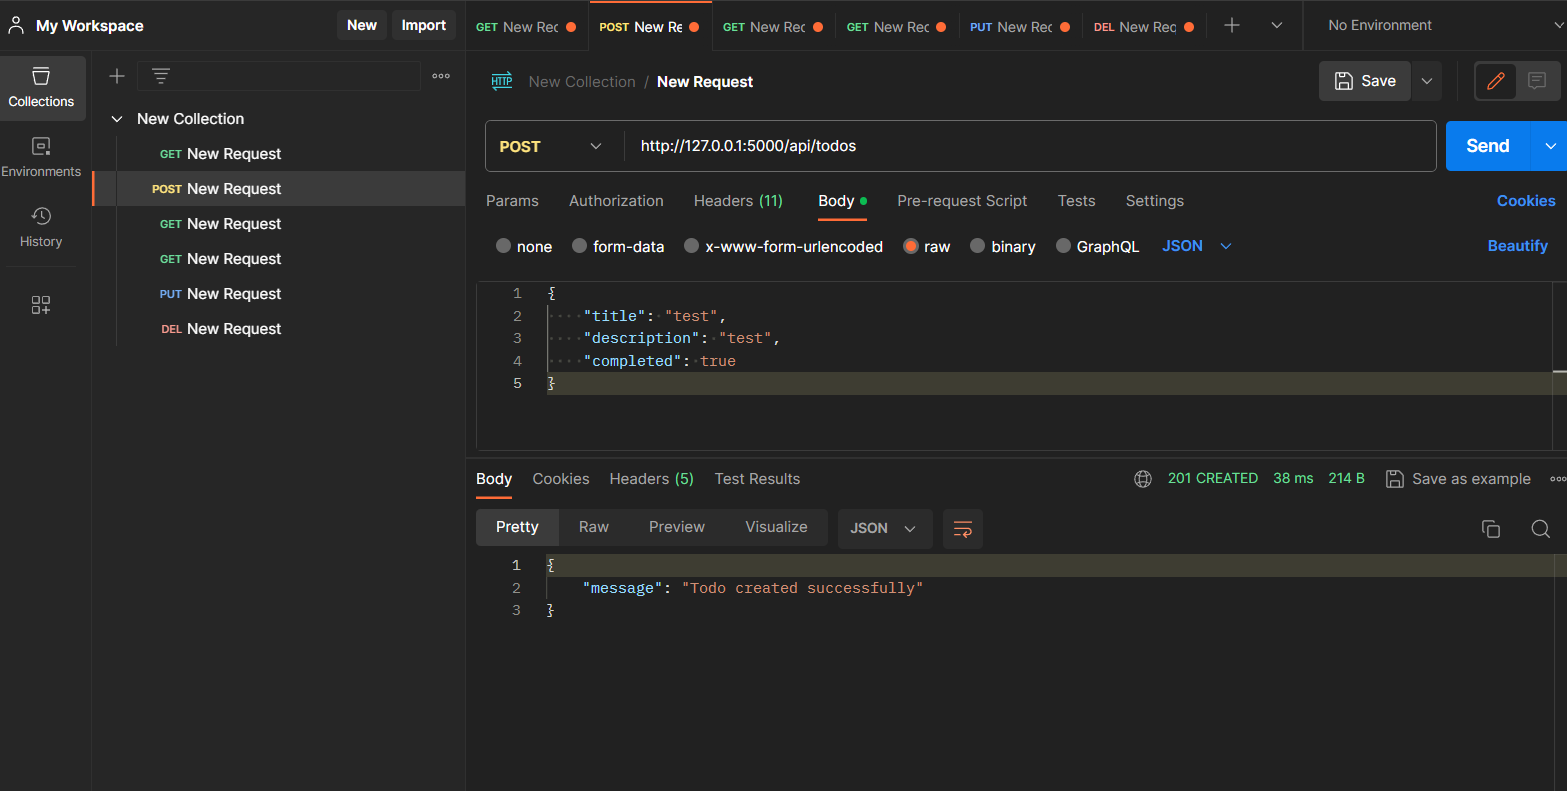 My Workspace New Import
GET New Rec POST New Re GET New Rec GET New Rec PUT New Rec DEL New Req No Environment
Collections
Environments
History
New Collection
GET New Request
POST New Request
GET New Request
GET New Request
PUT New Request
DEL New Request
HTTP New Collection / New Request Save
POST http://127.0.0.1:5000/api/todos Send
Params Authorization Headers (11) Body Pre-request Script Tests Settings Cookies
none form-data x-www-form-urlencoded raw binary GraphQL JSON Beautify
1 {
2 "title": "test",
3 "description": "test",
4 "completed": true
5 }
Body Cookies Headers (5) Test Results 201 CREATED 38 ms 214 B Save as example
Pretty Raw Preview Visualize JSON
1 {
2 "message": "Todo created successfully"
3 }